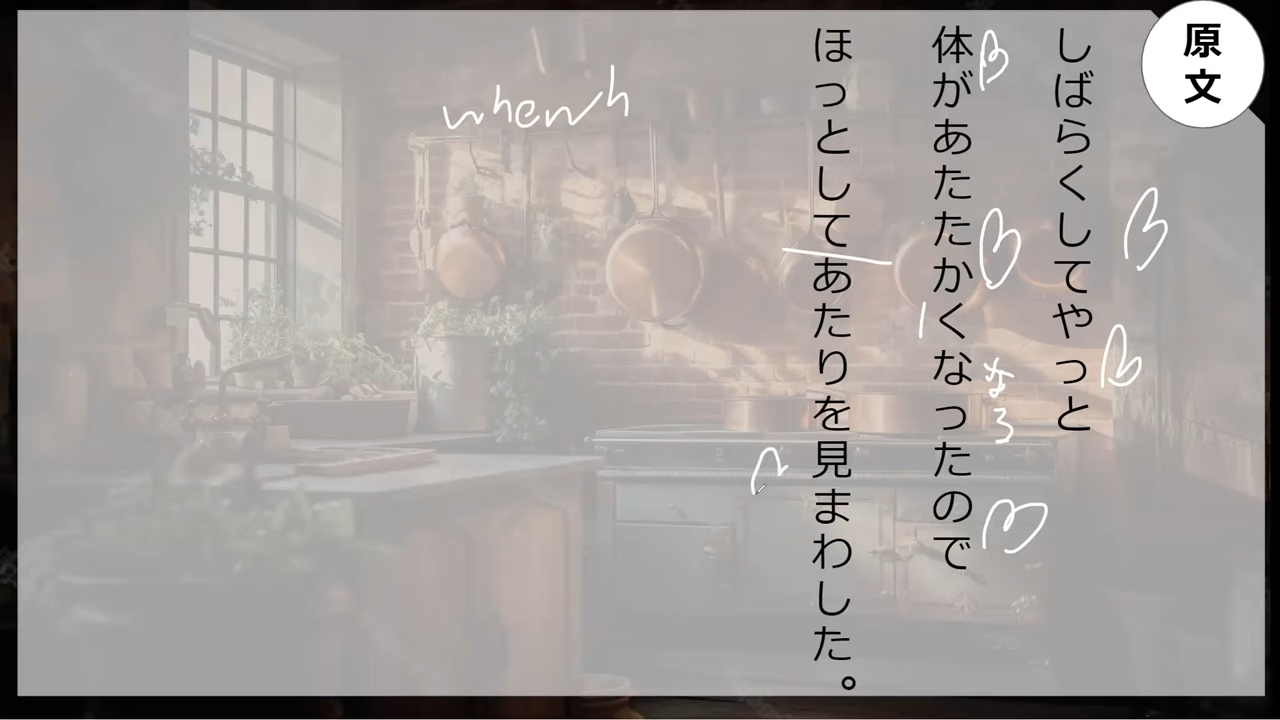 原文
しばらくしてやっと
体があたたかくなったので
ほっとしてあたりを見まわした。
なる